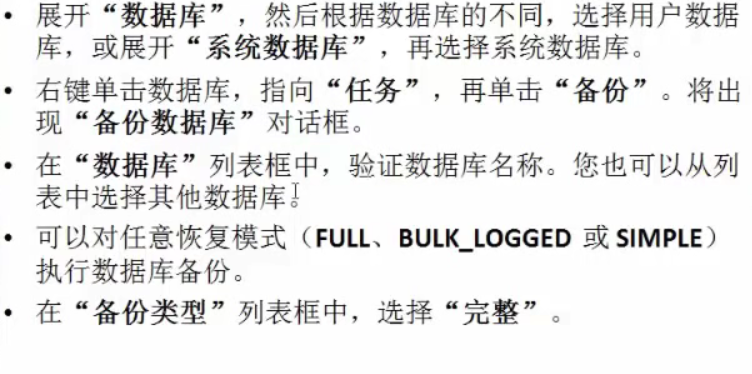 • 展开“数据库”，然后根据数据库的不同，选择用户数据
库，或展开“系统数据库”，再选择系统数据库。
• 右键单击数据库，指向“任务”，再单击“备份”。将出
现“备份数据库”对话框。
• 在“数据库”列表框中，验证数据库名称。您也可以从列
表中选择其他数据库。
• 可以对任意恢复模式（FULL、BULK_LOGGED 或 SIMPLE）
执行数据库备份。
• 在“备份类型”列表框中，选择“完整”。